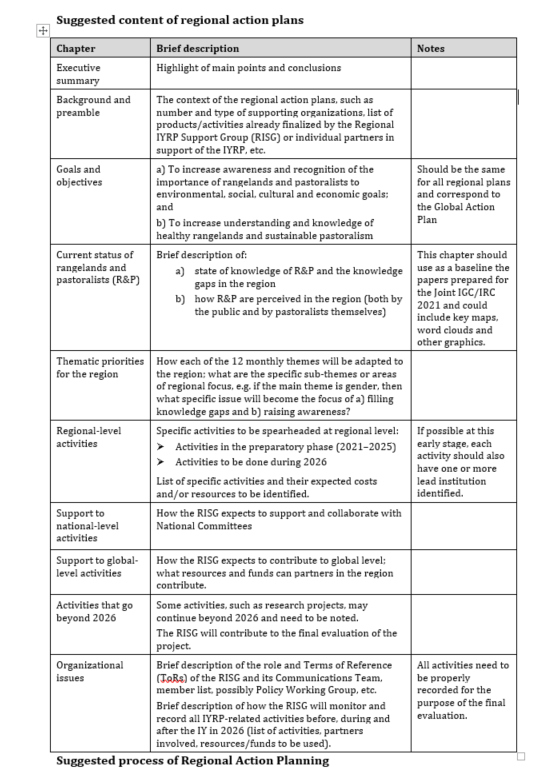 Suggested content of regional action plans
Chapter
Brief description
Notes
Executive
summary
Highlight of main points and conclusions
Background and
preamble
The context of the regional action plans, such as
number and type of supporting organizations, list of
products/activities already finalized by the Regional
IYRP Support Group (RISG) or individual partners in
support of the IYRP, etc.
Goals and
objectives
a) To increase awareness and recognition of the
importance of rangelands and pastoralists to
environmental, social, cultural and economic goals;
and
b) To increase understanding and knowledge of
healthy rangelands and sustainable pastoralism
Should be the same
for all regional plans
and correspond to
the Global Action
Plan
Current status of
rangelands and
pastoralists (R&P)
Brief description of:
a) state of knowledge of R&P and the knowledge
gaps in the region
b) how R&P are perceived in the region (both by
the public and by pastoralists themselves)
This chapter should
use as a baseline the
papers prepared for
the Joint IGC/IRC
2021 and could
include key maps,
word clouds and
other graphics.
Thematic priorities
for the region
How each of the 12 monthly themes will be adapted to
the region; what are the specific sub-themes or areas
of regional focus, e.g. if the main theme is gender, then
what specific issue will become the focus of a) filling
knowledge gaps and b) raising awareness?
Regional-level
activities
Specific activities to be spearheaded at regional level:
➢ Activities in the preparatory phase (2021–2025)
➢ Activities to be done during 2026
List of specific activities and their expected costs
and/or resources to be identified.
If possible at this
early stage, each
activity should also
have one or more
lead institution
identified.
Support to
national-level
activities
How the RISG expects to support and collaborate with
National Committees
Support to global-
level activities
How the RISG expects to contribute to global level;
what resources and funds can partners in the region
contribute.
Activities that go
beyond 2026
Some activities, such as research projects, may
continue beyond 2026 and need to be noted.
The RISG will contribute to the final evaluation of the
project.
Organizational
issues
Brief description of the role and Terms of Reference
(ToRs) of the RISG and its Communications Team,
member list, possibly Policy Working Group, etc.
Brief description of how the RISG will monitor and
record all IYRP-related activities before, during and
after the IY in 2026 (list of activities, partners
involved, resources/funds to be used).
All activities need to
be properly
recorded for the
purpose of the final
evaluation.
Suggested process of Regional Action Planning